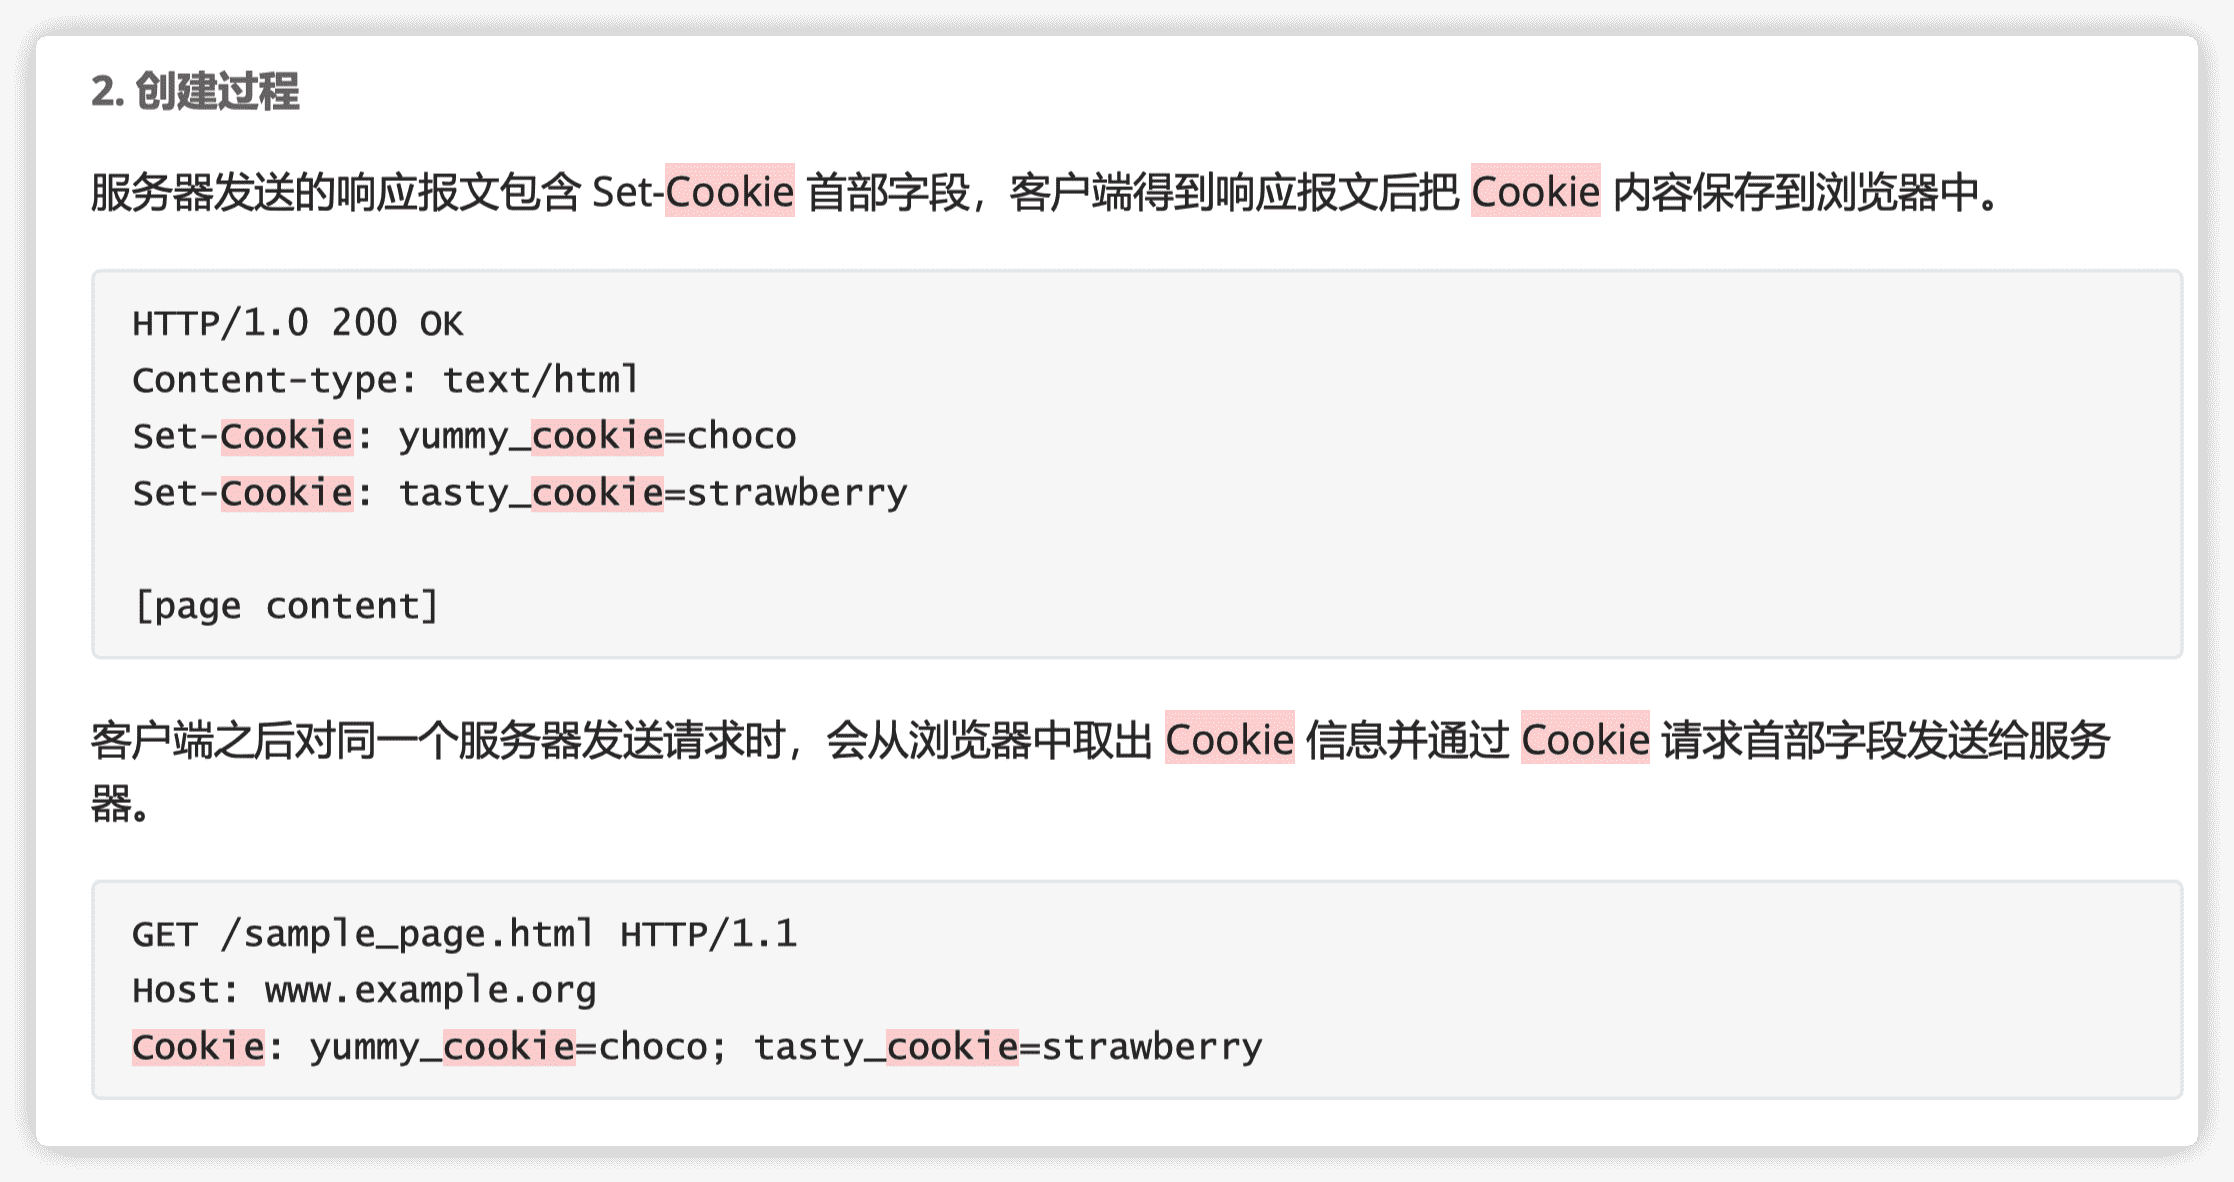 2. 创建过程
服务器发送的响应报文包含 Set-Cookie 首部字段，客户端得到响应报文后把 Cookie 内容保存到浏览器中。
HTTP/1.0 200 OK
Content-type: text/html
Set-Cookie: yummy_cookie=choco
Set-Cookie: tasty_cookie=strawberry
[page content]
客户端之后对同一个服务器发送请求时，会从浏览器中取出 Cookie 信息并通过 Cookie 请求首部字段发送给服务
器。
GET /sample_page.html HTTP/1.1
Host: www.example.org
Cookie: yummy_cookie=choco; tasty_cookie=strawberry